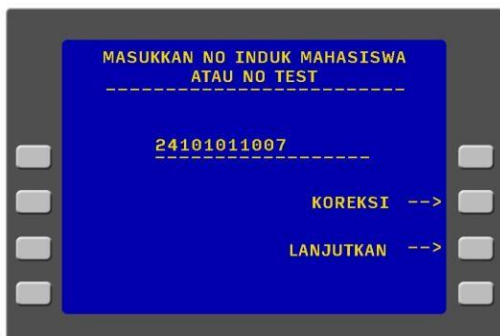 MASUKKAN NO INDUK MAHASISWA
ATAU NO TEST
--------------------------
24101011007
------------------
KOREKSI -->
LANJUTKAN -->